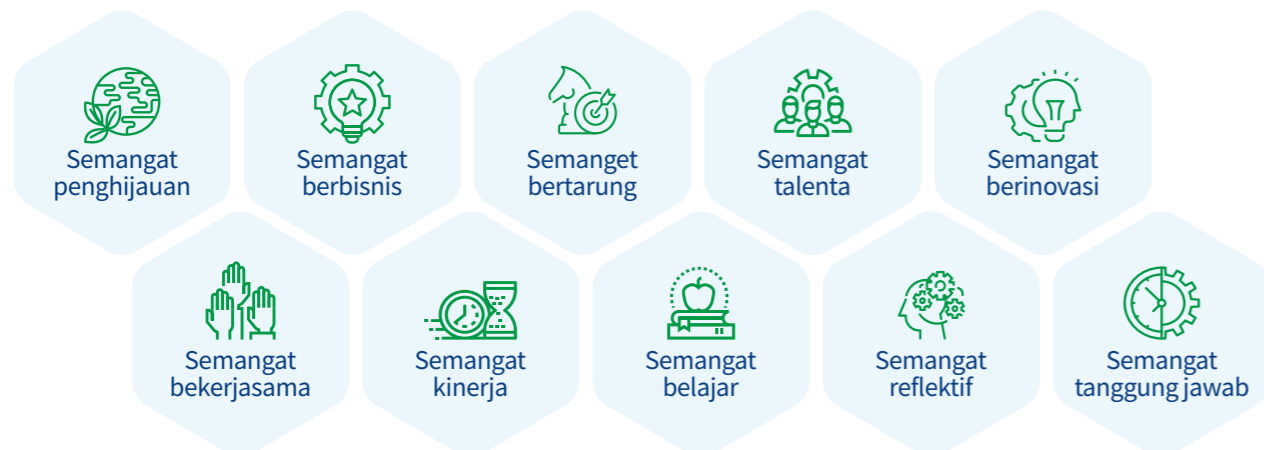 Semangat
penghijauan
Semangat
berbisnis
Semanget
bertarung
Semangat
talenta
Semangat
berinovasi
Semangat
bekerjasama
Semangat
kinerja
Semangat
belajar
Semangat
reflektif
Semangat
tanggung jawab